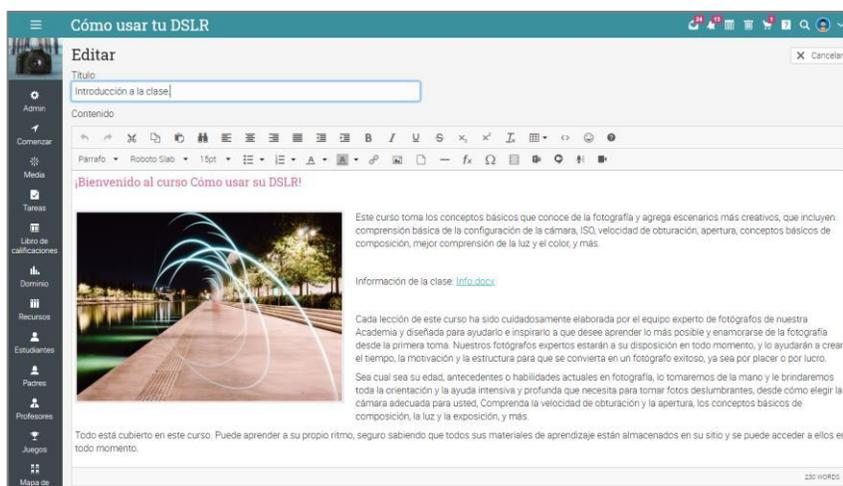 Cómo usar tu DSLR
24
13
1
Editar
Cancelar
Título
Introducción a la clase
Contenido
Admin
Comenzar
Media
Tareas
Libro de
calificaciones
Dominio
Recursos
Estudiantes
Padres
Profesores
Juegos
Mapa de
Parrafo Roboto Slab 15pt
¡Bienvenido al curso Cómo usar su DSLR!
Este curso toma los conceptos básicos que conoce de la fotografía y agrega escenarios más creativos, que incluyen:
comprensión básica de la configuración de la cámara, ISO, velocidad de obturación, apertura, conceptos básicos de
composición, mejor comprensión de la luz y el color, y más.
Información de la clase: Info.docx
Cada lección de este curso ha sido cuidadosamente elaborada por el equipo experto de fotógrafos de nuestra
Academia y diseñada para ayudarlo e inspirarlo a que desee aprender lo más posible y enamorarse de la fotografía
desde la primera toma. Nuestros fotógrafos expertos estarán a su disposición en todo momento, y lo ayudarán a crear
el tiempo, la motivación y la estructura para que se convierta en un fotógrafo exitoso, ya sea por placer o por lucro.
Sea cual sea su edad, antecedentes o habilidades actuales en fotografía, lo tomaremos de la mano y le brindaremos
toda la orientación y la ayuda intensiva y profunda que necesita para tomar fotos deslumbrantes, desde cómo elegir la
cámara adecuada para usted, Comprenda la velocidad de obturación y la apertura, los conceptos básicos de
composición, la luz y la exposición, y más.
Todo está cubierto en este curso. Puede aprender a su propio ritmo, seguro sabiendo que todos sus materiales de aprendizaje están almacenados en su sitio y se puede acceder a ellos en
todo momento.
230 WORDS